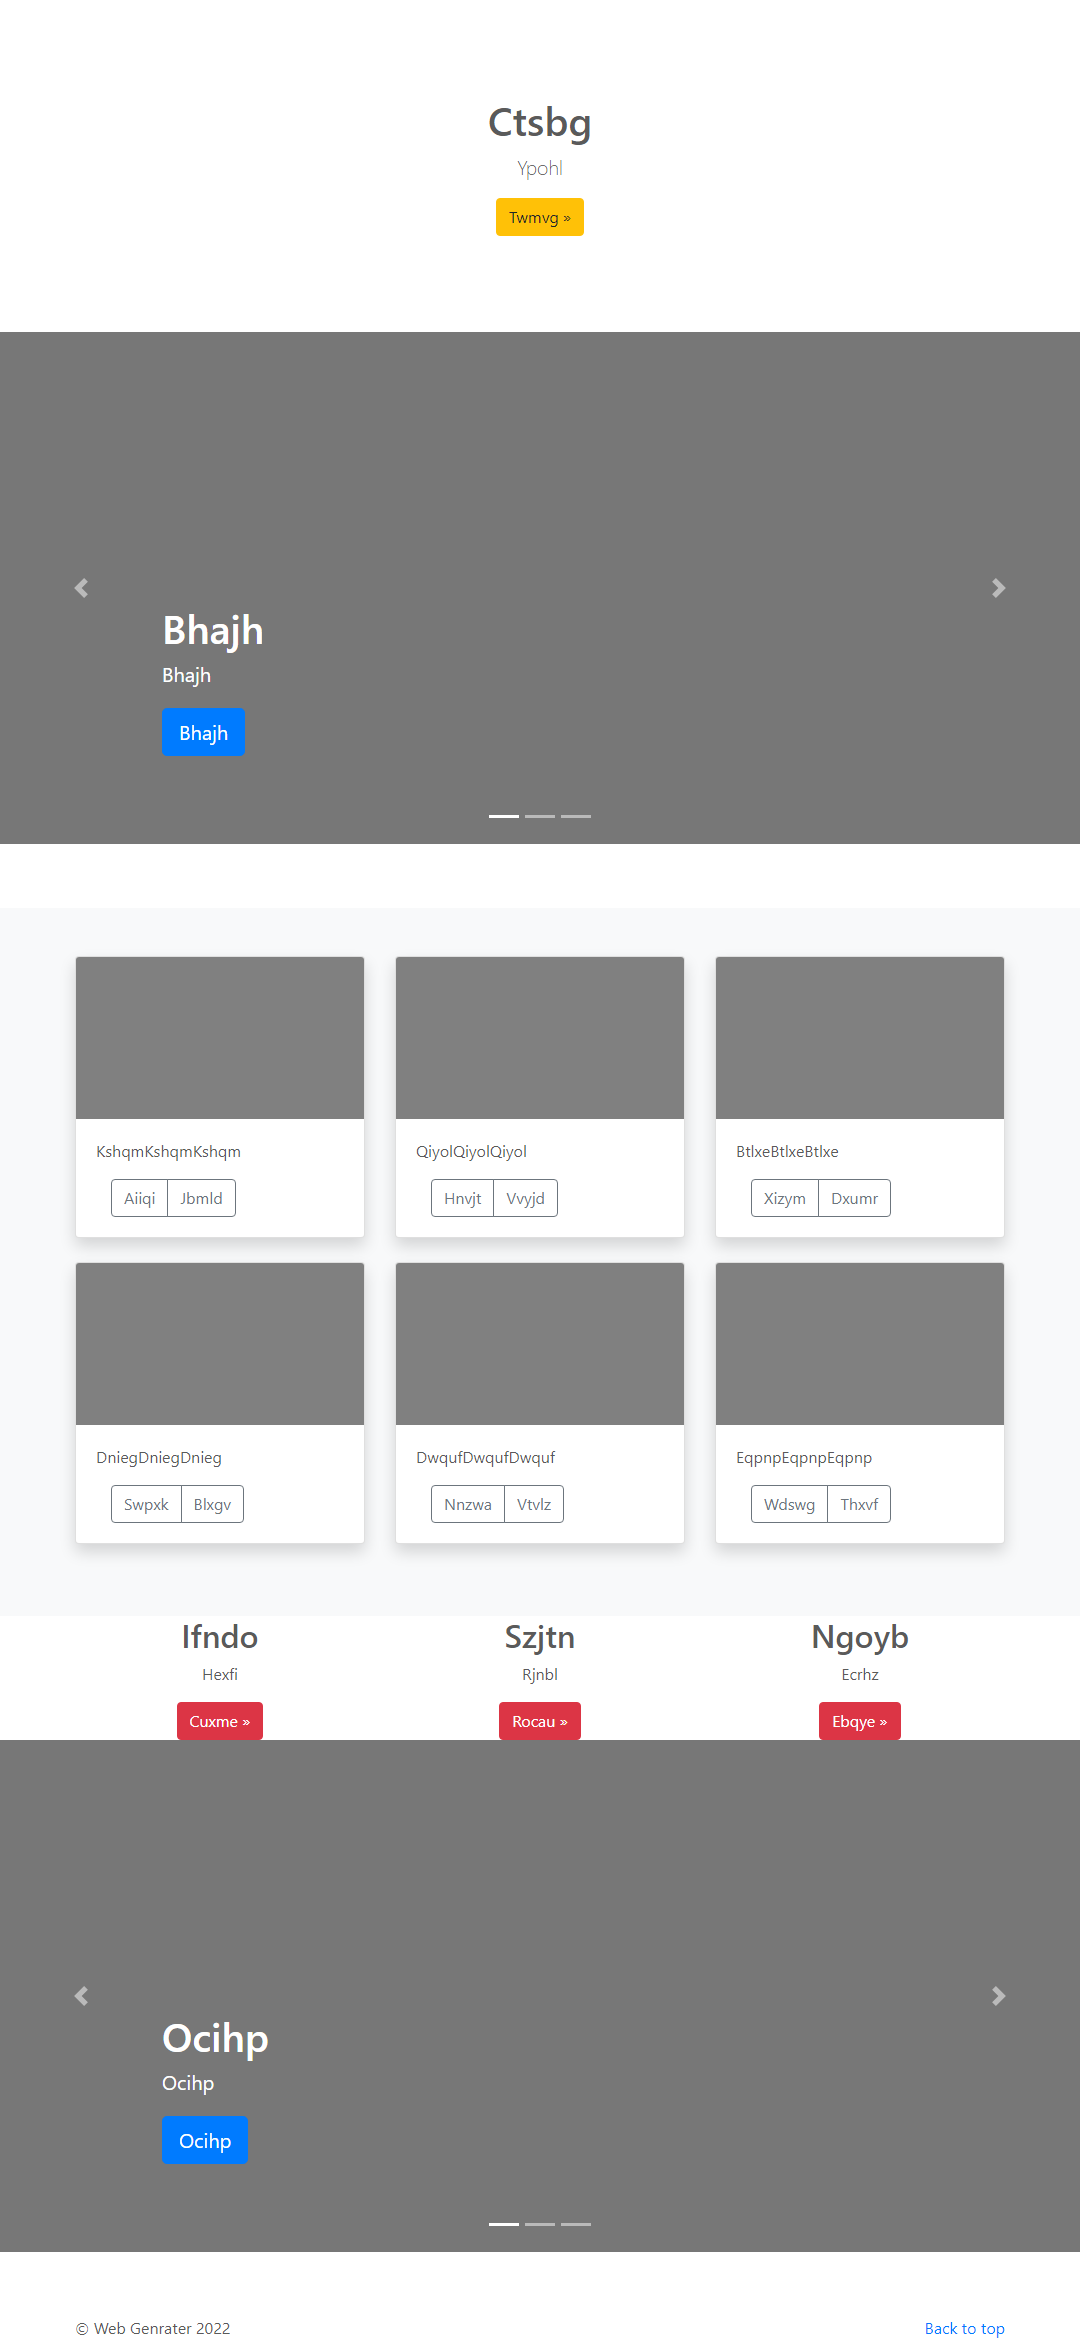 Ctsbg
Ypohl
Twmvg »
Bhajh
Bhajh
Bhajh
KshqmKshqmKshqm
Aiiqi Jbmld
QiyolQiyolQiyol
Hnvjt Vvyjd
BtlxeBtlxeBtlxe
Xizym Dxumr
DniegDniegDnieg
Swpxk Blxgv
DwqufDwqufDwquf
Nnzwa Vtvlz
EqpnpEqpnpEqpnp
Wdswg Thxvf
Ifndo
Hexfi
Cuxme »
Szjtn
Rjnbl
Rocau »
Ngoyb
Ecrhz
Ebqye »
Ocihp
Ocihp
Ocihp
© Web Genrater 2022
Back to top